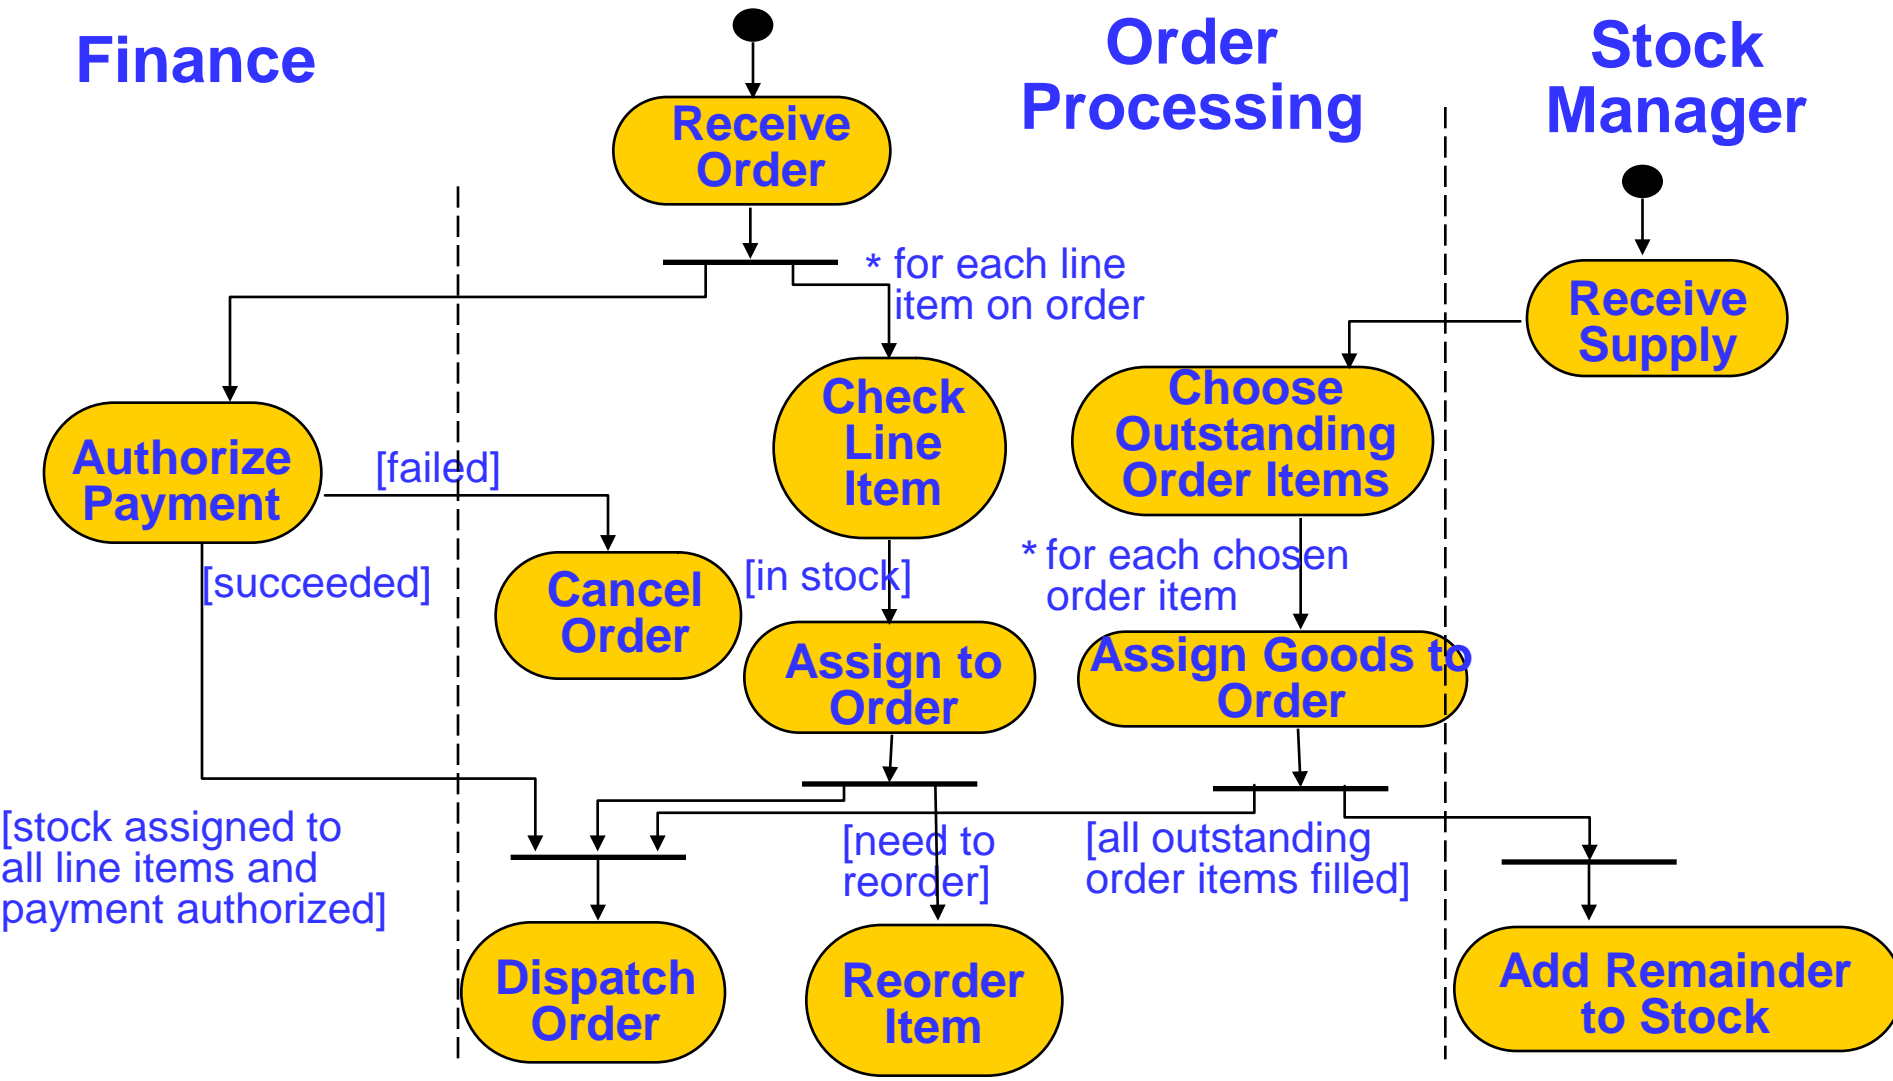 Finance
Order
Processing
Stock
Manager
Receive
Order
* for each line
item on order
Receive
Supply
Check
Line
Item
Choose
Outstanding
Order Items
Authorize
Payment
[failed]
[succeeded]
Cancel
Order
[in stock]
* for each chosen
order item
Assign to
Order
Assign Goods to
Order
[stock assigned to
all line items and
payment authorized]
[need to
reorder]
[all outstanding
order items filled]
Dispatch
Order
Reorder
Item
Add Remainder
to Stock